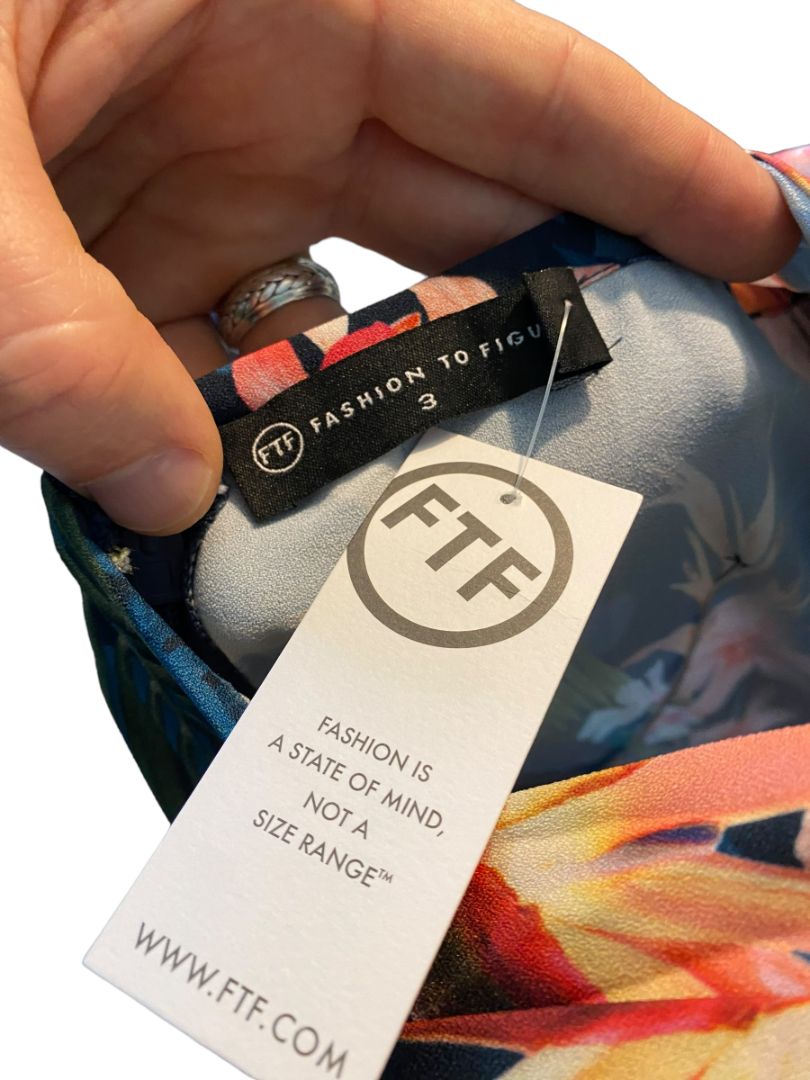 FTF FASHION TO FIGU
3
FTF
FASHION IS
A STATE OF MIND,
NOT A
SIZE RANGE™
WWW.FTF.COM